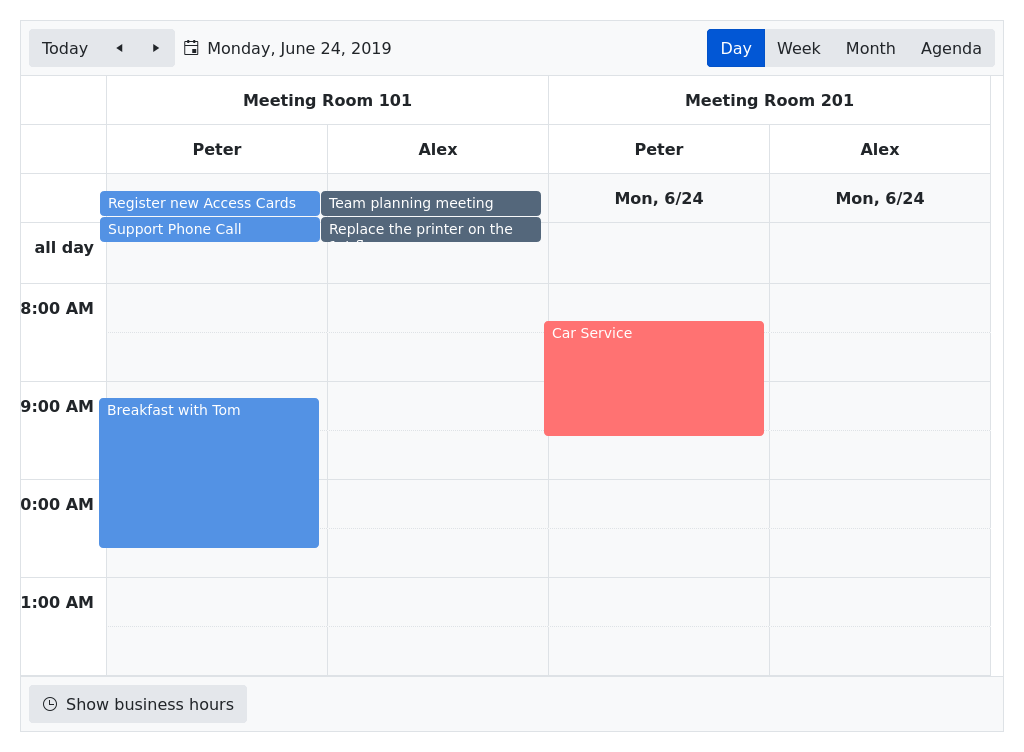 Today
Monday, June 24, 2019
Day
Week
Month
Agenda
Meeting Room 101
Meeting Room 201
Peter
Alex
Peter
Alex
Register new Access Cards
Team planning meeting
Mon, 6/24
Mon, 6/24
Support Phone Call
Replace the printer on the
all day
8:00 AM
Car Service
9:00 AM
Breakfast with Tom
0:00 AM
1:00 AM
Show business hours